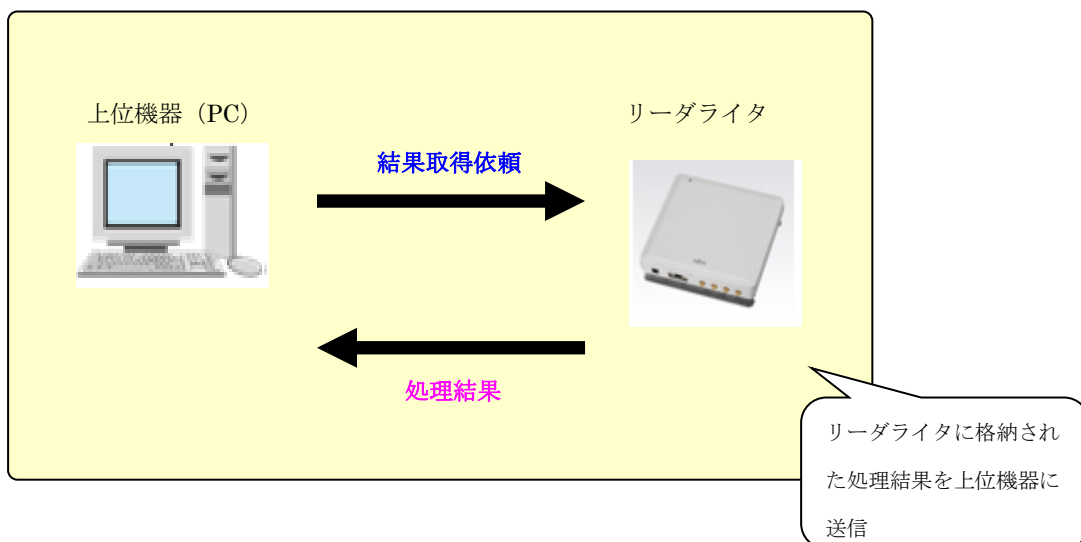 上位機器（PC）
リーダライタ
結果取得依頼
処理結果
リーダライタに格納され
た処理結果を上位機器に
送信